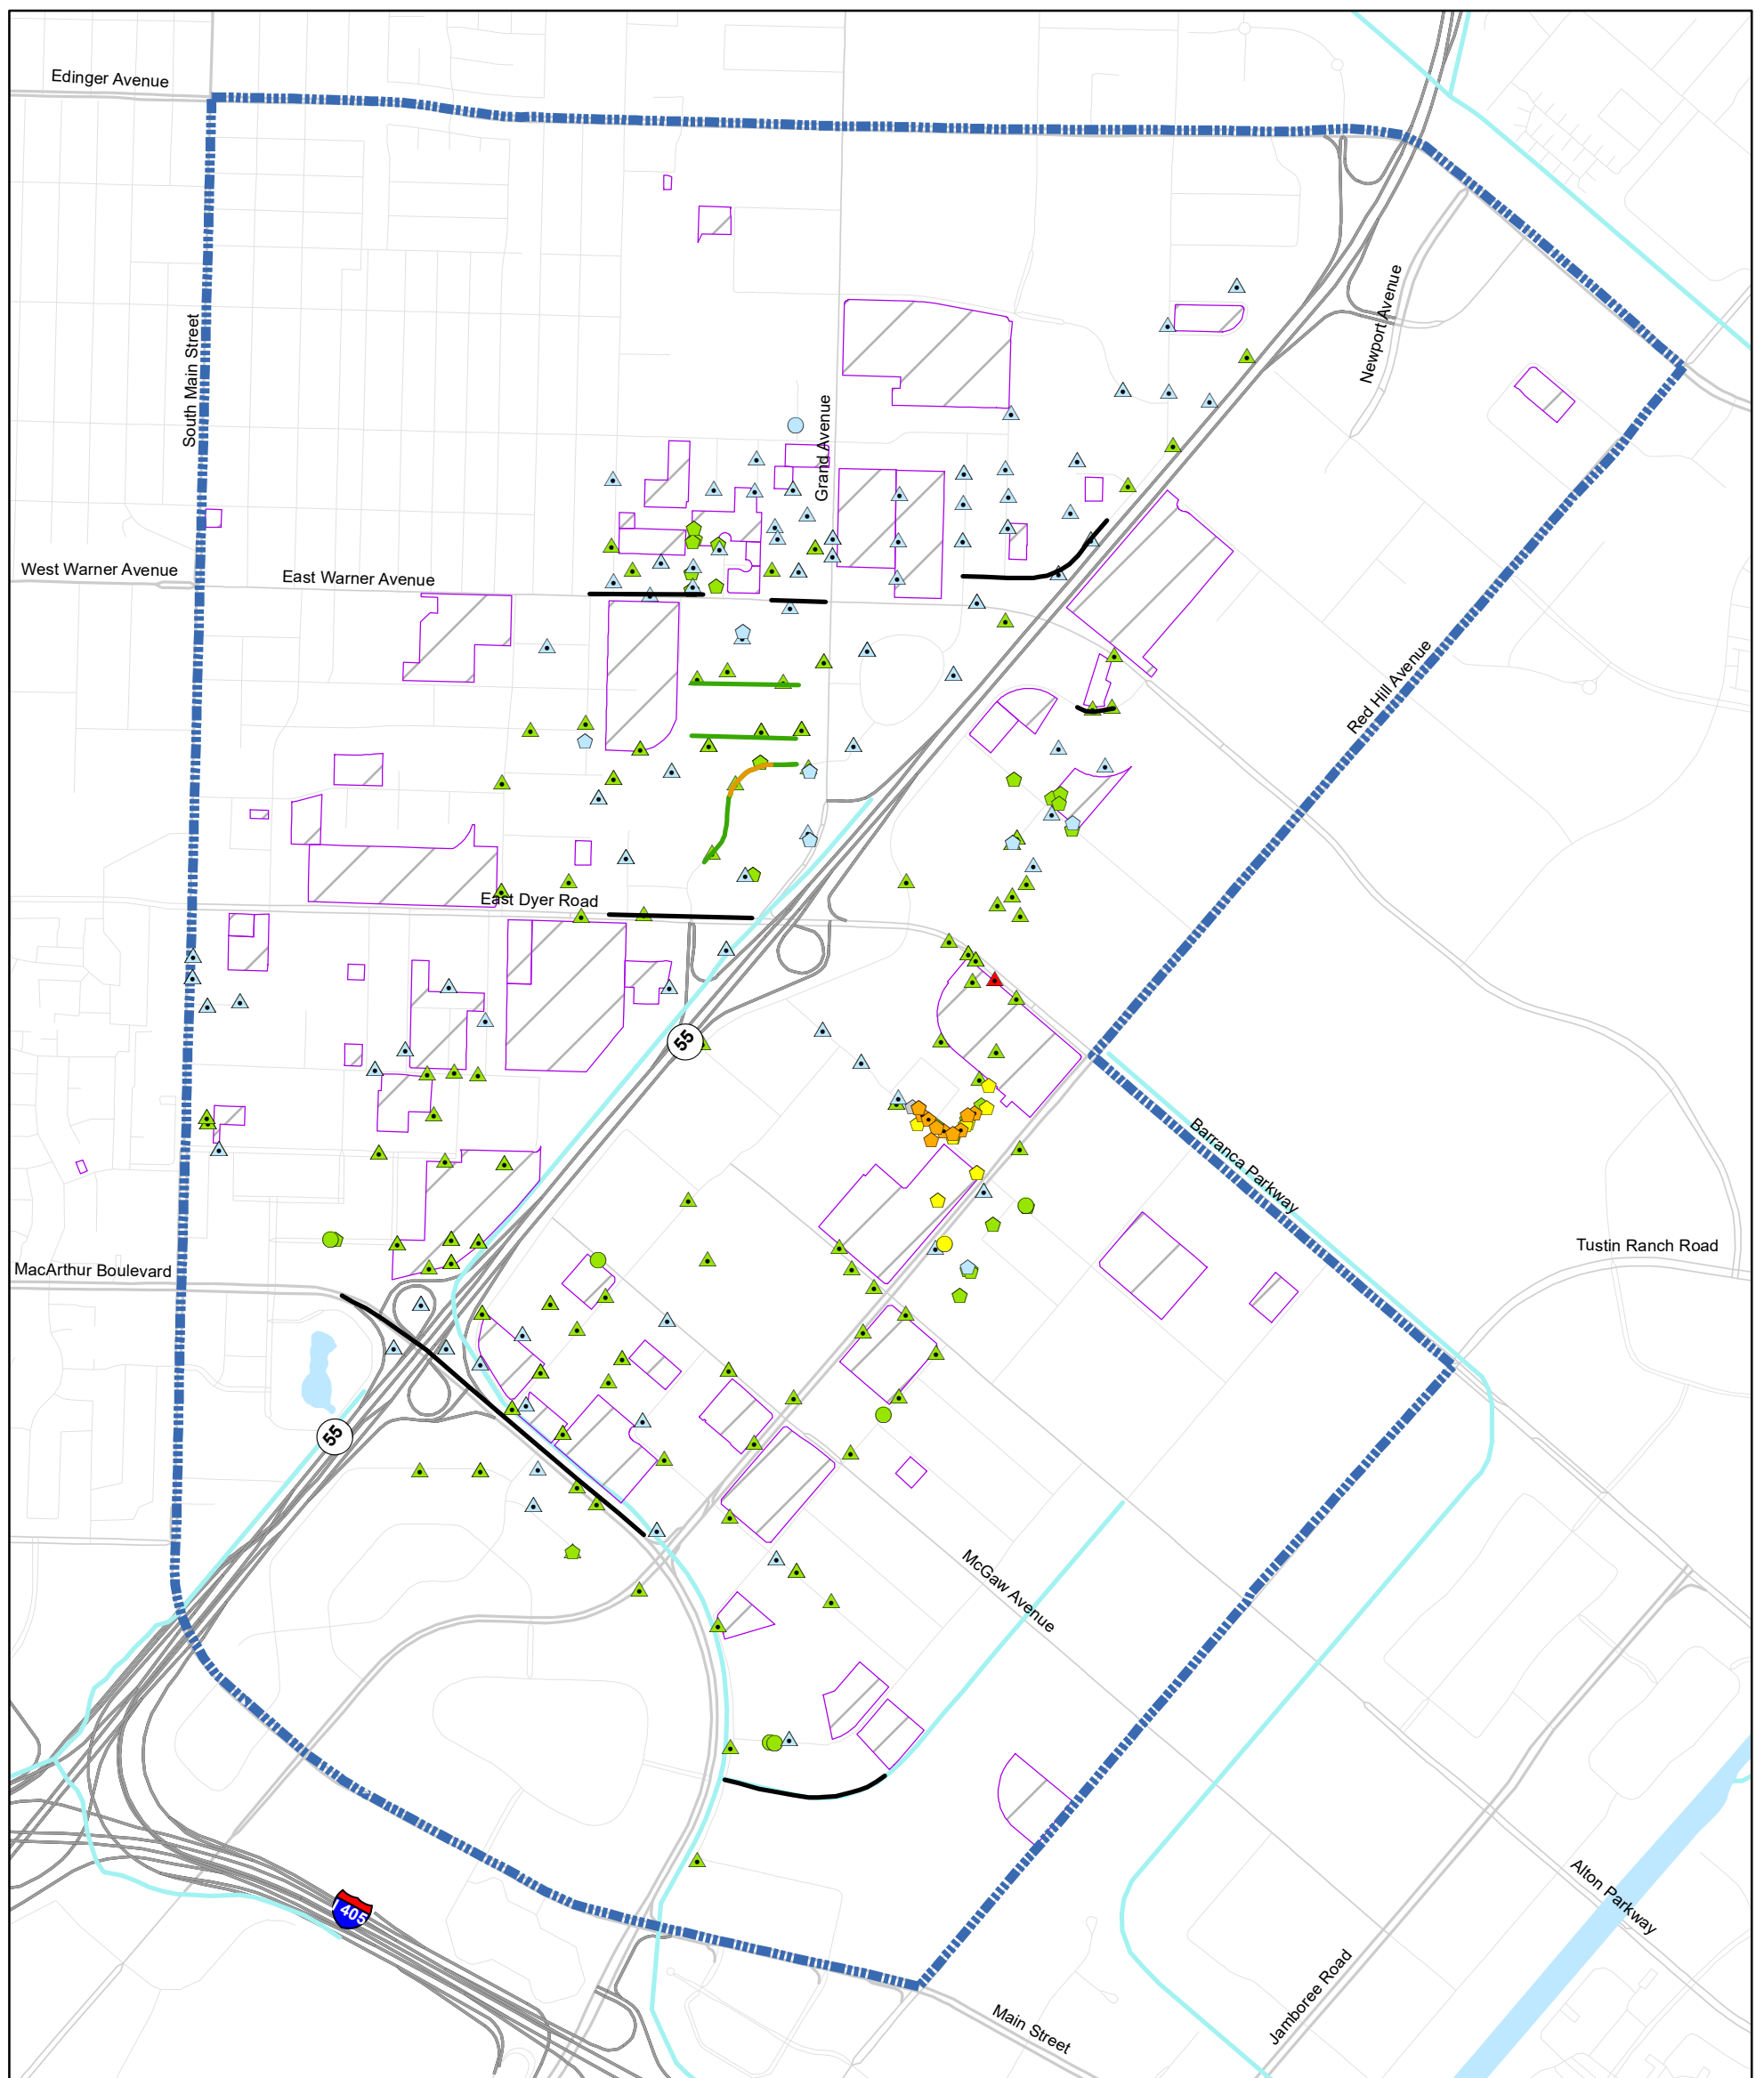 Edinger Avenue
Newport Avenue
South Main Street
Grand Avenue
West Warner Avenue
East Warner Avenue
Red Hill Avenue
East Dyer Road
55
Barranca Parkway
Tustin Ranch Road
MacArthur Boulevard
55
McGaw Avenue
Alton Parkway
405
Jamboree Road
Main Street